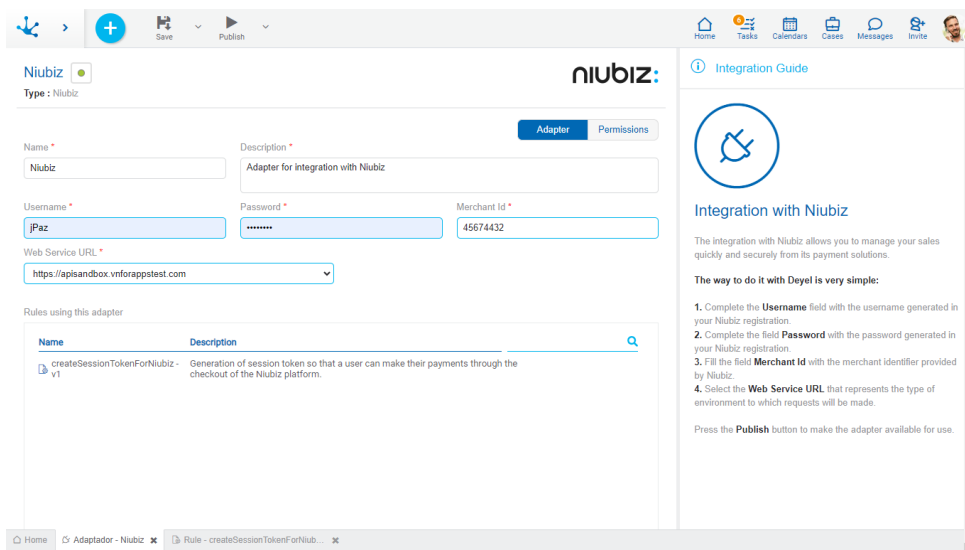 Save
Publish
Home
6
Tasks
Calendars
Cases
Messages
Invite
Niubiz
Type : Niubiz
niubiz:
Adapter
Permissions
Name *
Description *
Niubiz
Adapter for integration with Niubiz
Username *
Password *
Merchant Id *
jPaz
••••••••
45674432
Web Service URL *
https://apisandbox.vnforappstest.com
Rules using this adapter
Name
Description
createSessionTokenForNiubiz -
v1
Generation of session token so that a user can make their payments through the
checkout of the Niubiz platform.
Integration Guide
Integration with Niubiz
The integration with Niubiz allows you to manage your sales
quickly and securely from its payment solutions.
The way to do it with Deyel is very simple:
1. Complete the Username field with the username generated in
your Niubiz registration.
2. Complete the field Password with the password generated in
your Niubiz registration.
3. Fill the field Merchant Id with the merchant identifier provided
by Niubiz.
4. Select the Web Service URL that represents the type of
environment to which requests will be made.
Press the Publish button to make the adapter available for use.
Home
Adaptador - Niubiz
Rule - createSessionTokenForNiub...